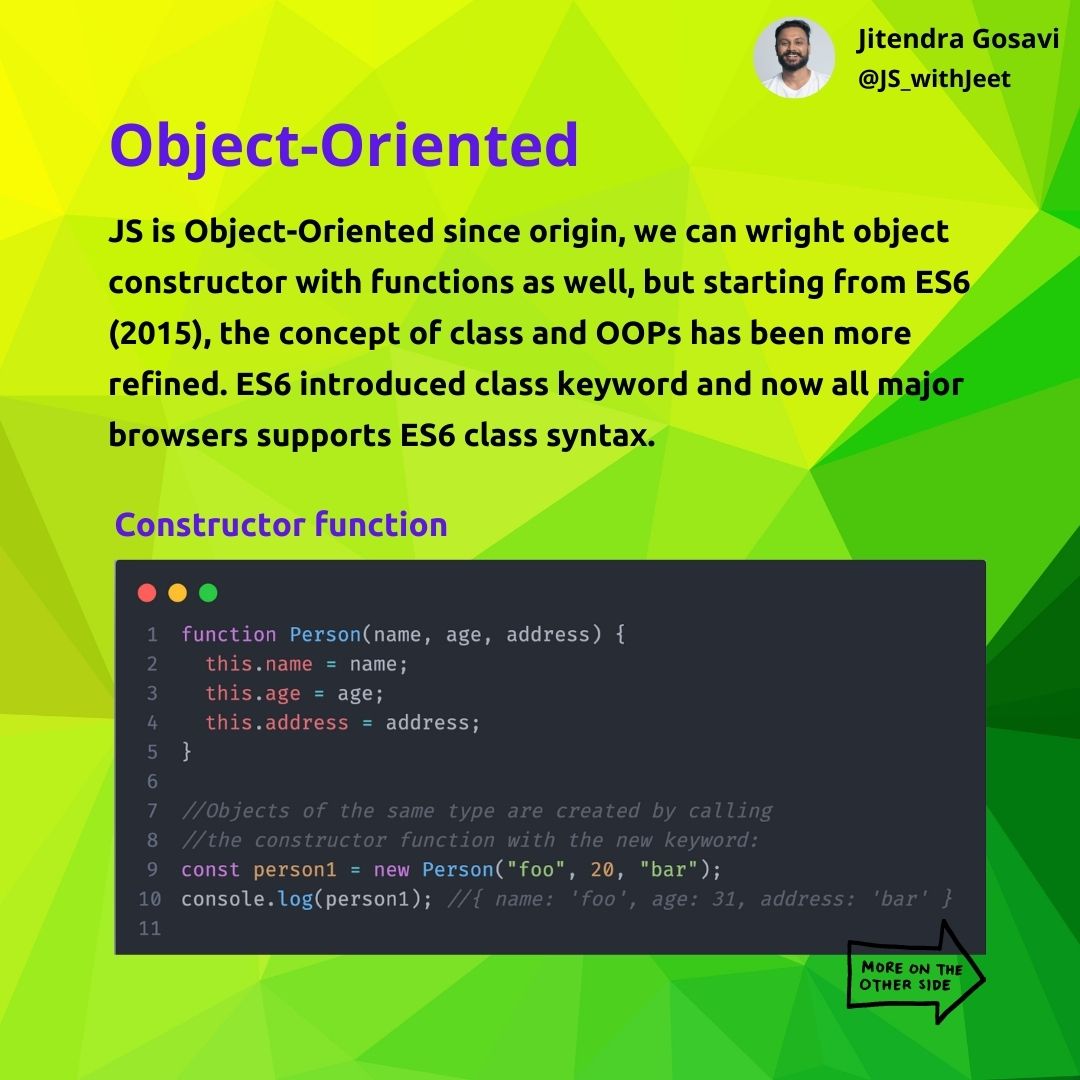 Jitendra Gosavi
@JS_withJeet
Object-Oriented
JS is Object-Oriented since origin, we can wright object
constructor with functions as well, but starting from ES6
(2015), the concept of class and OOPs has been more
refined. ES6 introduced class keyword and now all major
browsers supports ES6 class syntax.
Constructor function
1 function Person(name, age, address) {
2   this.name = name;
3   this.age = age;
4   this.address = address;
5 }
6
7 //Objects of the same type are created by calling
8 //the constructor function with the new keyword:
9 const person1 = new Person("foo", 20, "bar");
10 console.log(person1); //{ name: 'foo', age: 31, address: 'bar' }
11
MORE ON THE
OTHER SIDE